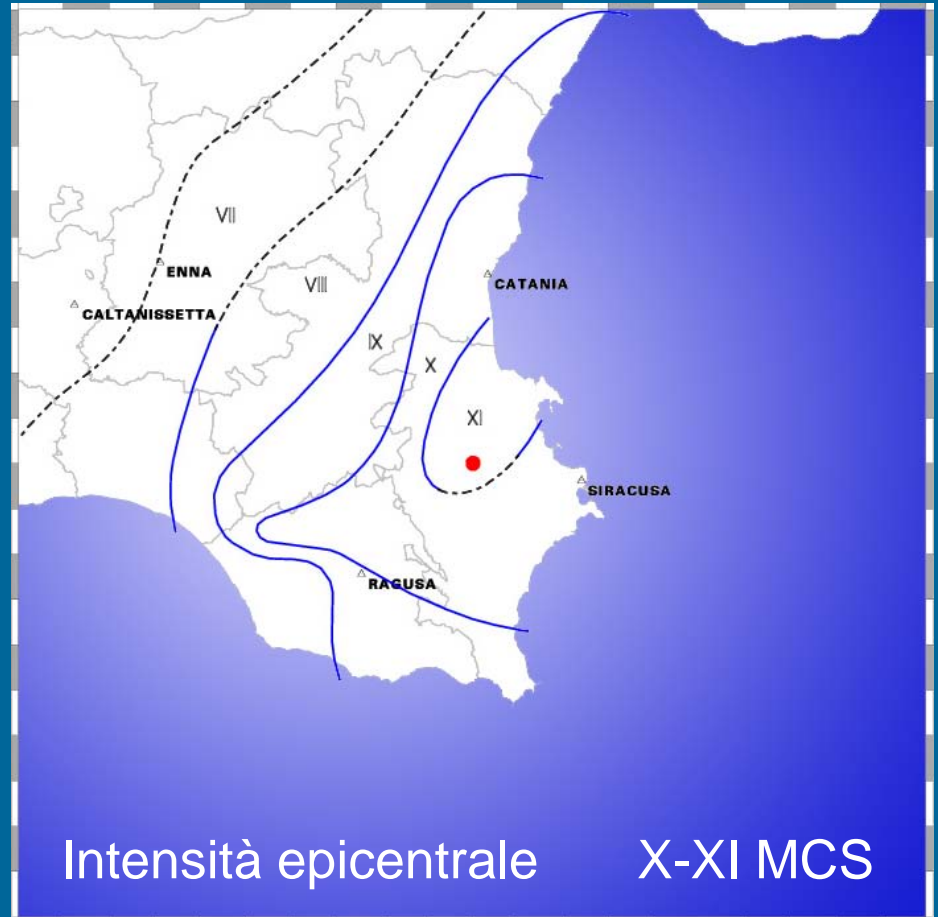 VII
ENNA
VIII
CATANIA
CALTANISSETTA
IX
X
XI
SIRACUSA
RAGUSA
Intensità epicentrale X-XI MCS